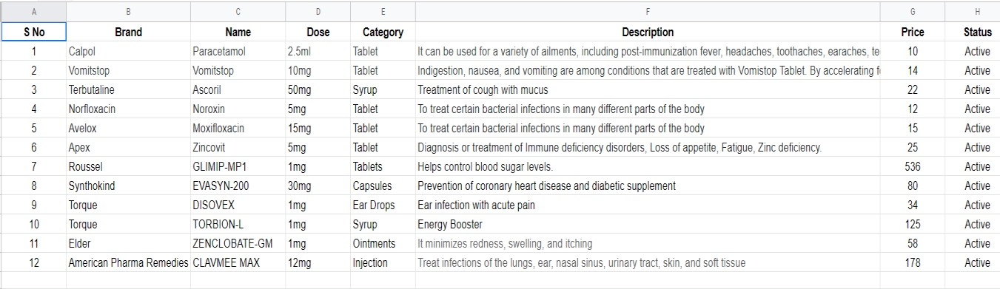 A B C D E F G H
S No Brand Name Dose Category Description Price Status
1 Calpol Paracetamol 2.5ml Tablet It can be used for a variety of ailments, including post-immunization fever, headaches, toothaches, earaches, te 10 Active
2 Vomitstop Vomitstop 10mg Tablet Indigestion, nausea, and vomiting are among conditions that are treated with Vomistop Tablet. By accelerating 14 Active
3 Terbutaline Ascoril 50mg Syrup Treatment of cough with mucus 22 Active
4 Norfloxacin Noroxin 5mg Tablet To treat certain bacterial infections in many different parts of the body 12 Active
5 Avelox Moxifloxacin 15mg Tablet To treat certain bacterial infections in many different parts of the body 15 Active
6 Apex Zincovit 5mg Tablet Diagnosis or treatment of Immune deficiency disorders, Loss of appetite, Fatigue, Zinc deficiency. 25 Active
7 Roussel GLIMIP-MP1 1mg Tablets Helps control blood sugar levels. 536 Active
8 Synthokind EVASYN-200 30mg Capsules Prevention of coronary heart disease and diabetic supplement 80 Active
9 Torque DISOVEX 1mg Ear Drops Ear infection with acute pain 34 Active
10 Torque TORBION-L 1mg Syrup Energy Booster 125 Active
11 Elder ZENCLOBATE-GM 1mg Ointments It minimizes redness, swelling, and itching 58 Active
12 American Pharma Remedies CLAVMEE MAX 12mg Injection Treat infections of the lungs, ear, nasal sinus, urinary tract, skin, and soft tissue 178 Active